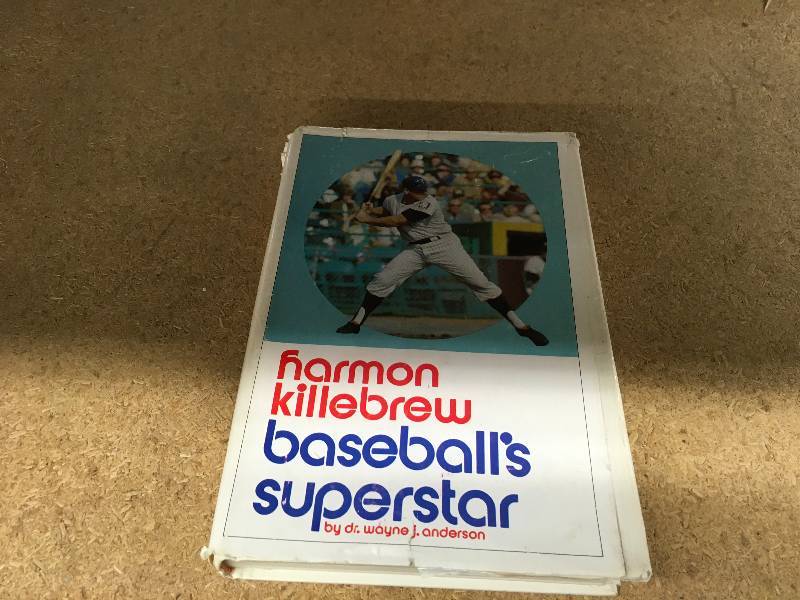 harmon
killebrew
baseball's
superstar
by dr. wayne j. anderson